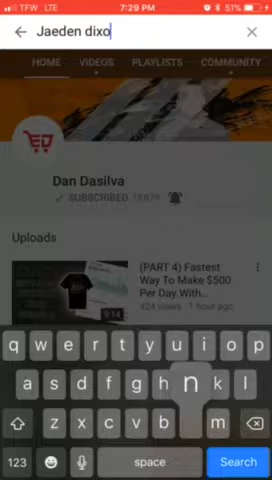 TFW LTE 7:29 PM 51%
Jaeden dixo
HOME VIDEOS PLAYLISTS COMMUNITY
Dan Dasilva
SUBSCRIBED
Uploads
(PART 4) Fastest
Way To Make $500
Per Day With...
424 views · 1 hour ago
9:14
q w e r t y u i o p
a s d f g h n k l
z x c v b m
123 space Search